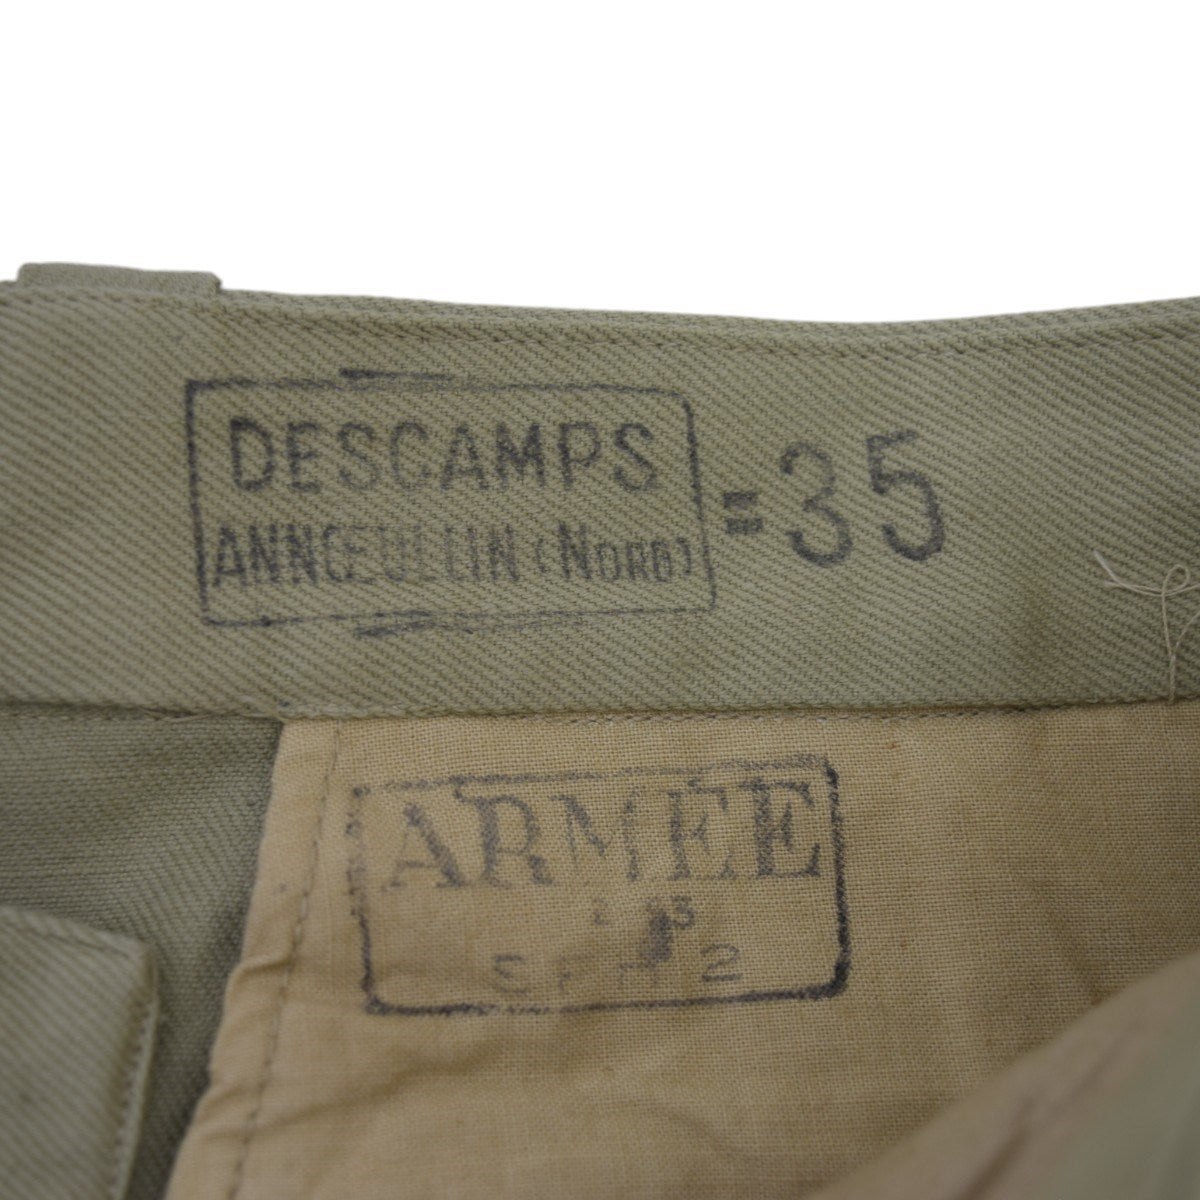 DESCAMPS
ANNŒULLIN (NORD)
= 35
ARMÉE